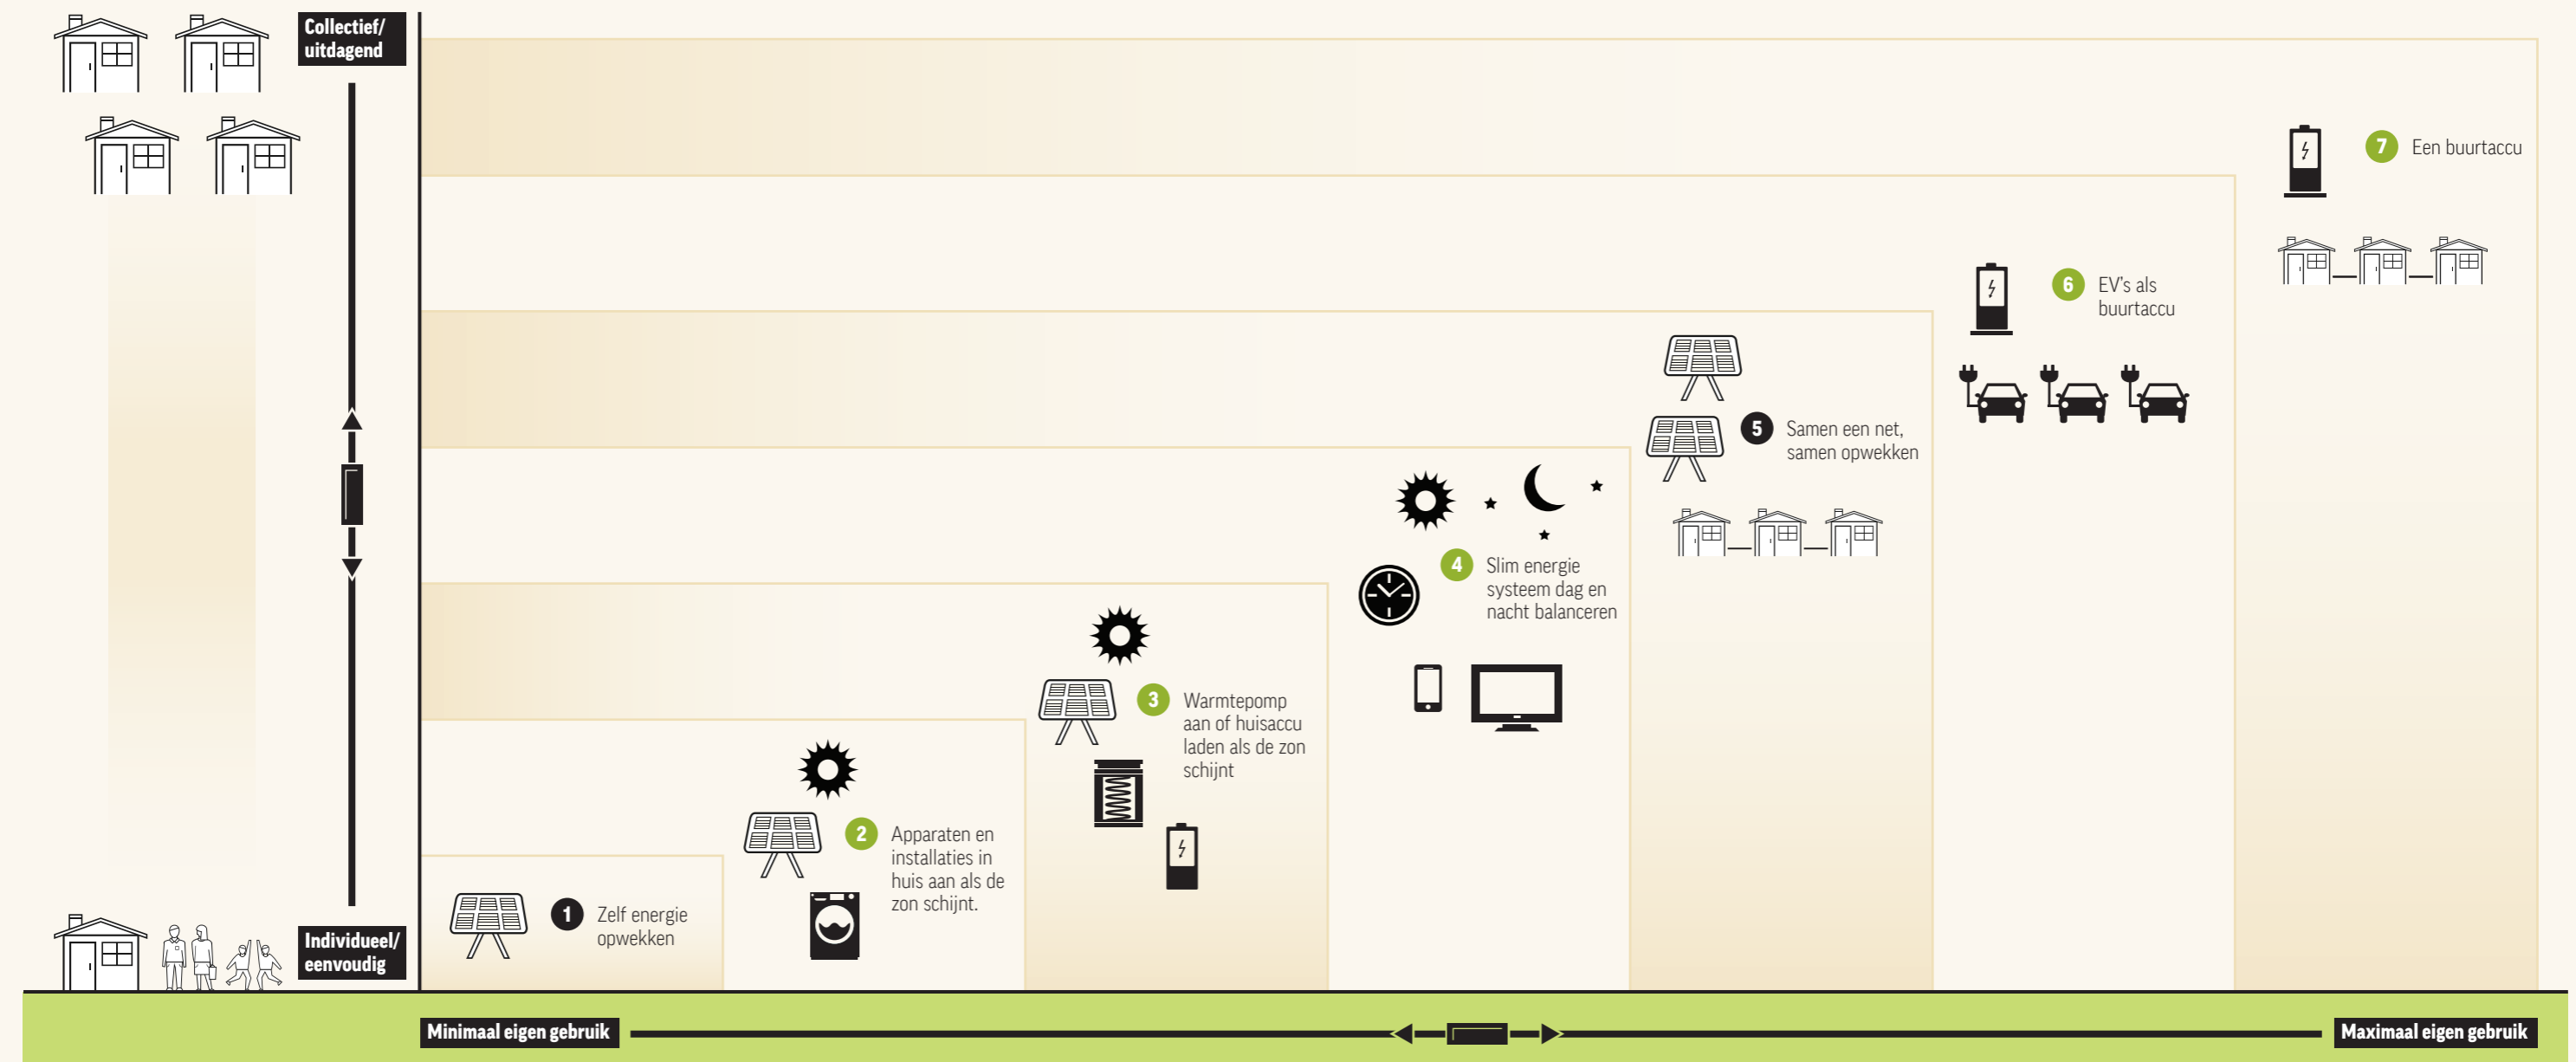 Collectief/
uitdagend
7 Een buurtaccu
6 EV's als
buurtaccu
5 Samen een net,
samen opwekken
4 Slim energie
systeem dag en
nacht balanceren
3 Warmtepomp
aan of huisaccu
laden als de zon
schijnt
2 Apparaten en
installaties in
huis aan als de
zon schijnt.
1 Zelf energie
opwekken
Individueel/
eenvoudig
Minimaal eigen gebruik
Maximaal eigen gebruik